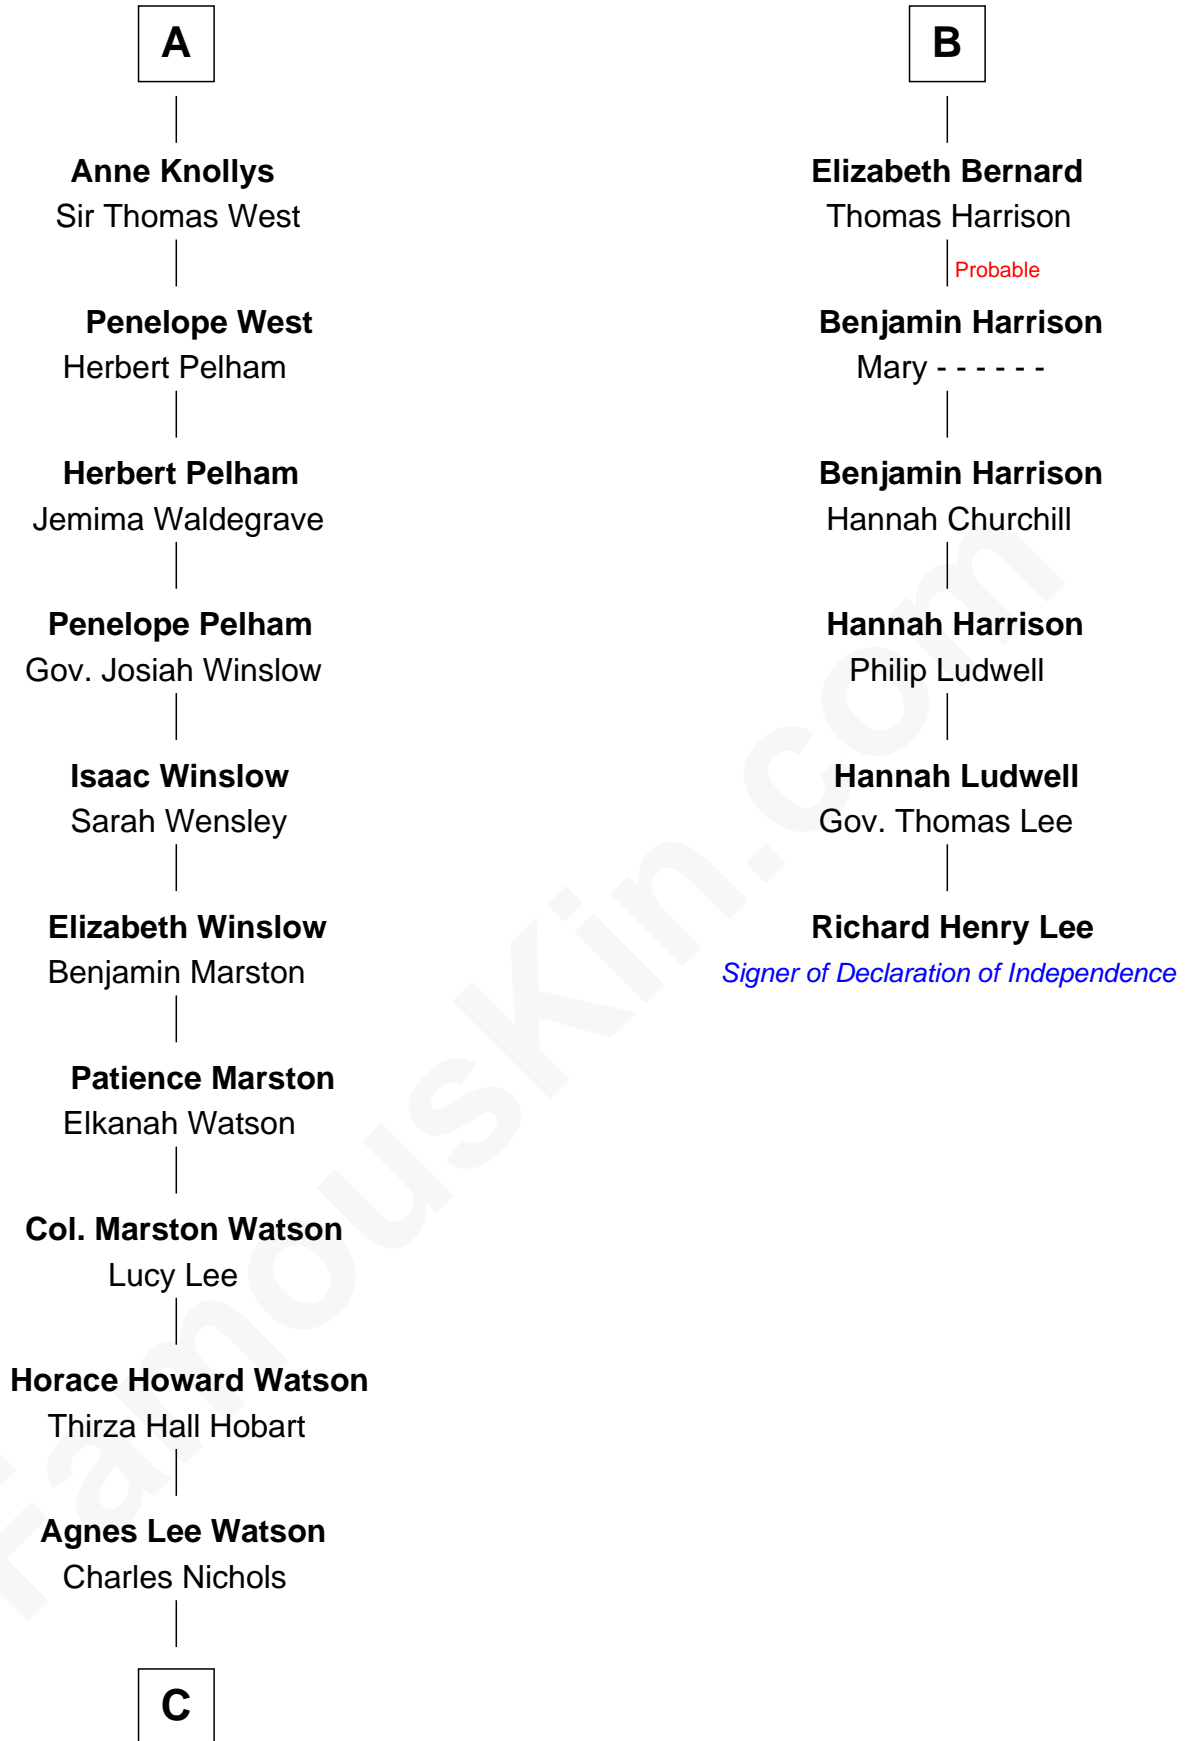 A
Anne Knollys
Sir Thomas West
Penelope West
Herbert Pelham
Herbert Pelham
Jemima Waldegrave
Penelope Pelham
Gov. Josiah Winslow
Isaac Winslow
Sarah Wensley
Elizabeth Winslow
Benjamin Marston
Patience Marston
Elkanah Watson
Col. Marston Watson
Lucy Lee
Horace Howard Watson
Thirza Hall Hobart
Agnes Lee Watson
Charles Nichols
C
B
Elizabeth Bernard
Thomas Harrison
Probable
Benjamin Harrison
Mary - - - - - -
Benjamin Harrison
Hannah Churchill
Hannah Harrison
Philip Ludwell
Hannah Ludwell
Gov. Thomas Lee
Richard Henry Lee
Signer of Declaration of Independence
FamousKin.com